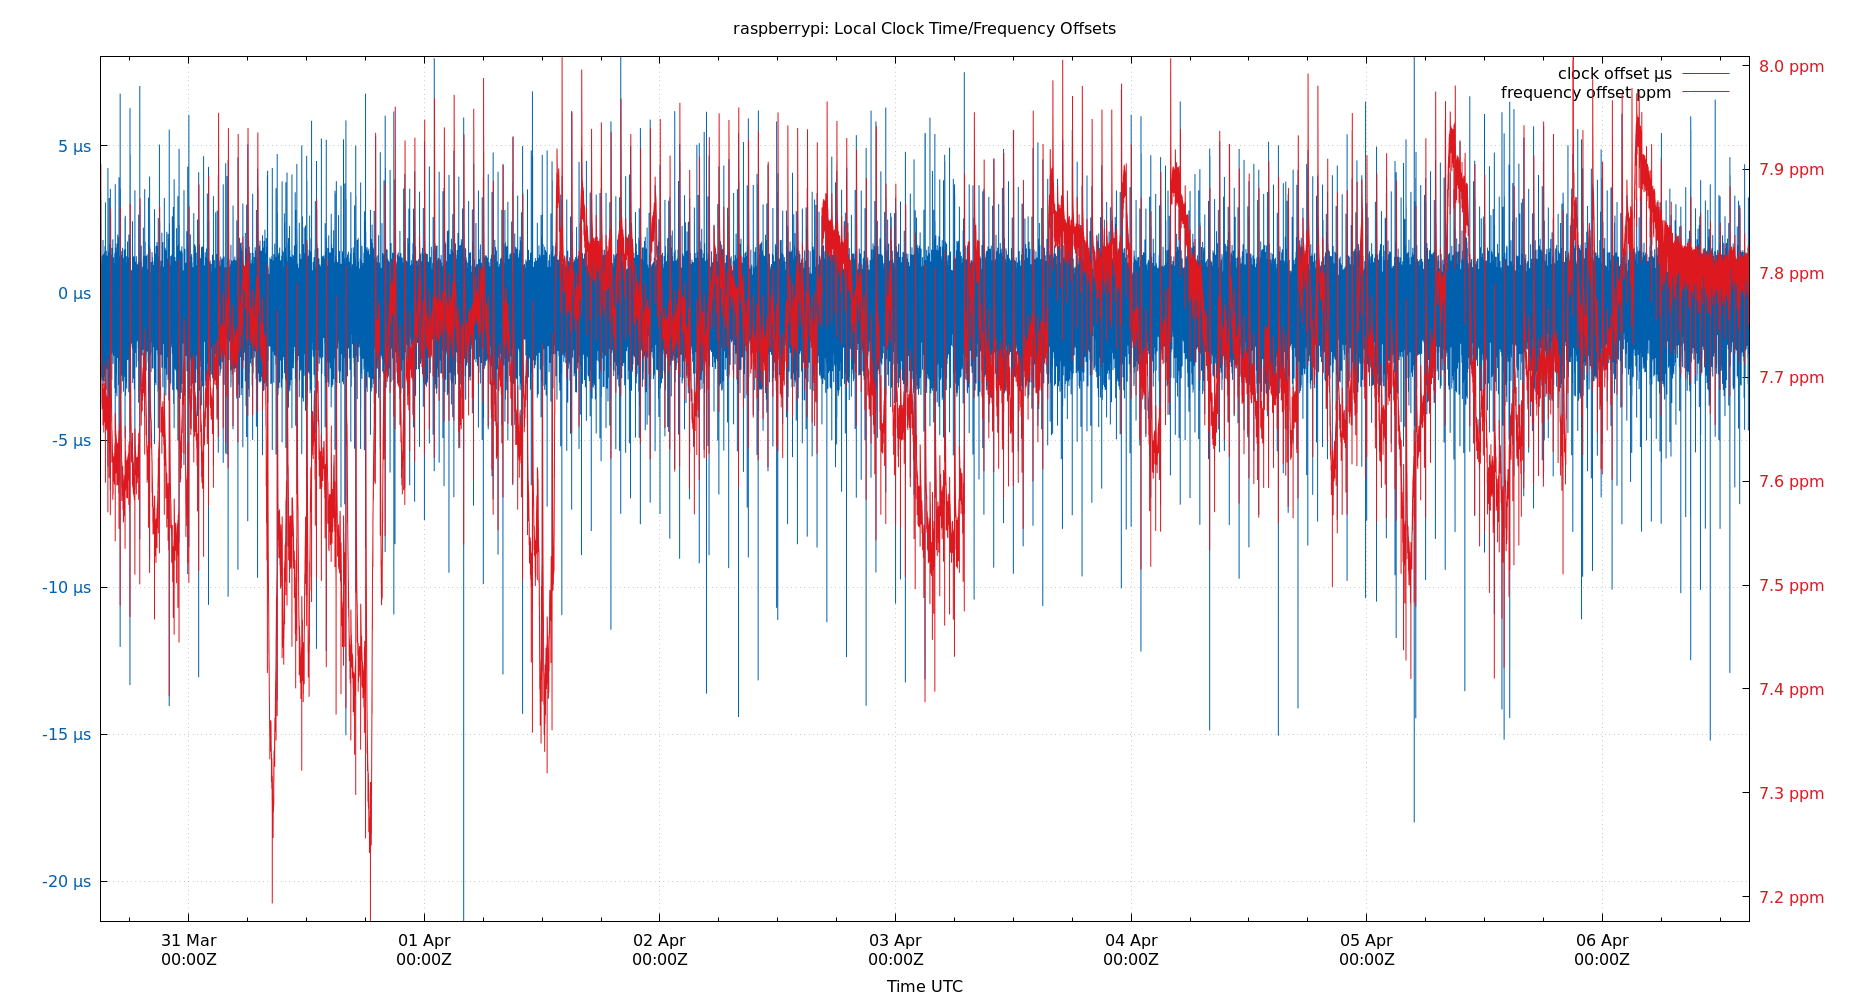 raspberrypi: Local Clock Time/Frequency Offsets
clock offset µs
frequency offset ppm
5 µs
0 µs
-5 µs
-10 µs
-15 µs
-20 µs
8.0 ppm
7.9 ppm
7.8 ppm
7.7 ppm
7.6 ppm
7.5 ppm
7.4 ppm
7.3 ppm
7.2 ppm
31 Mar
00:00Z
01 Apr
00:00Z
02 Apr
00:00Z
03 Apr
00:00Z
04 Apr
00:00Z
05 Apr
00:00Z
06 Apr
00:00Z
Time UTC